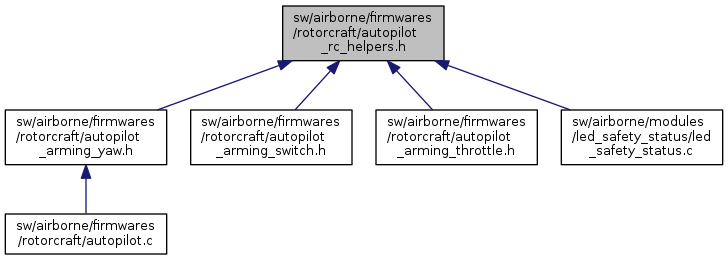 sw/airborne/firmwares
/rotorcraft/autopilot
_rc_helpers.h
sw/airborne/firmwares
/rotorcraft/autopilot
_arming_yaw.h
sw/airborne/firmwares
/rotorcraft/autopilot
_arming_switch.h
sw/airborne/firmwares
/rotorcraft/autopilot
_arming_throttle.h
sw/airborne/modules
/led_safety_status/led
_safety_status.c
sw/airborne/firmwares
/rotorcraft/autopilot.c